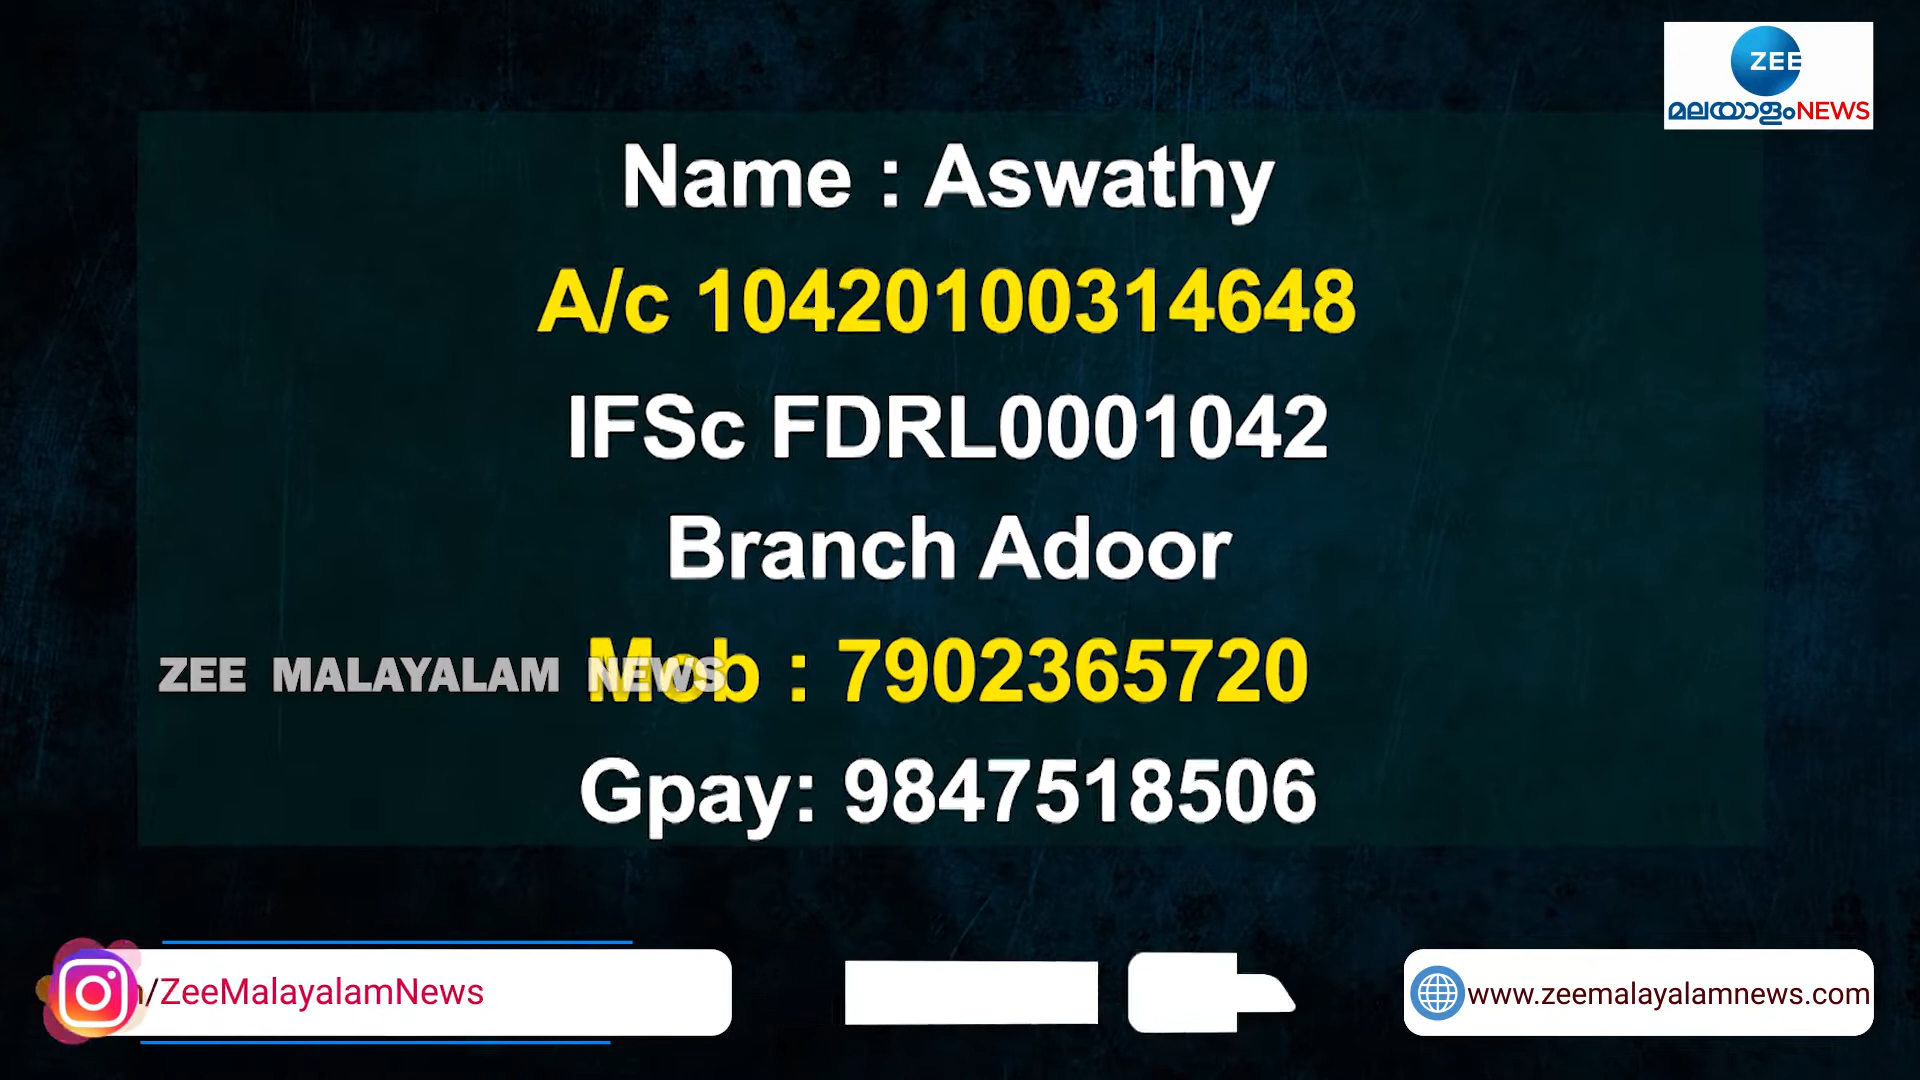 ZEE
മലയാളം NEWS
Name : Aswathy
A/c 10420100314648
IFSc FDRL0001042
Branch Adoor
Mob : 7902365720
ZEE MALAYALAM NEWS
Gpay: 9847518506
/ZeeMalayalamNews
www.zeemalayalamnews.com